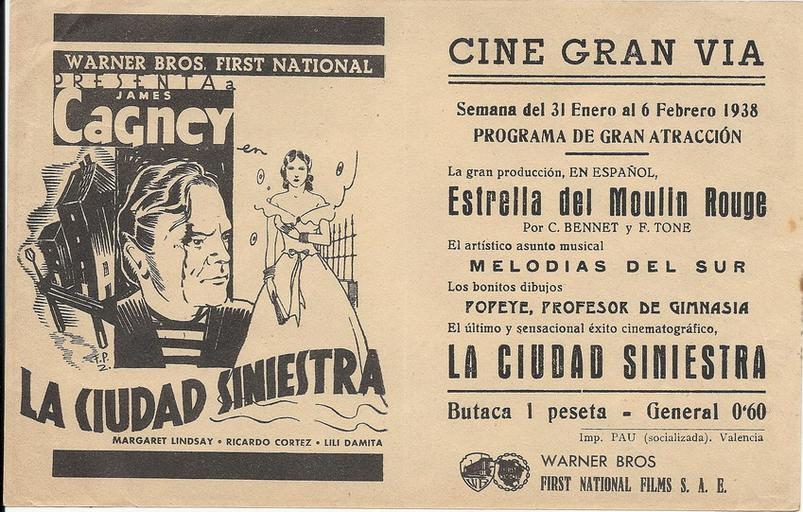 WARNER BROS. FIRST NATIONAL
PRESENTA a
JAMES
Cagney
en
T.P.
Z.
LA CIUDAD SINIESTRA
MARGARET LINDSAY • RICARDO CORTEZ • LILI DAMITA
CINE GRAN VIA
Semana del 31 Enero al 6 Febrero 1938
PROGRAMA DE GRAN ATRACCIÓN
La gran producción, EN ESPAÑOL,
Estrella del Moulin Rouge
Por C. BENNET y F. TONE
El artístico asunto musical
MELODIAS DEL SUR
Los bonitos dibujos
POPEYE, PROFESOR DE GIMNASIA
El último y sensacional éxito cinematográfico,
LA CIUDAD SINIESTRA
Butaca 1 peseta - General 0'60
Imp. PAU (socializada). Valencia
WARNER BROS
FIRST NATIONAL FILMS S. A. E.